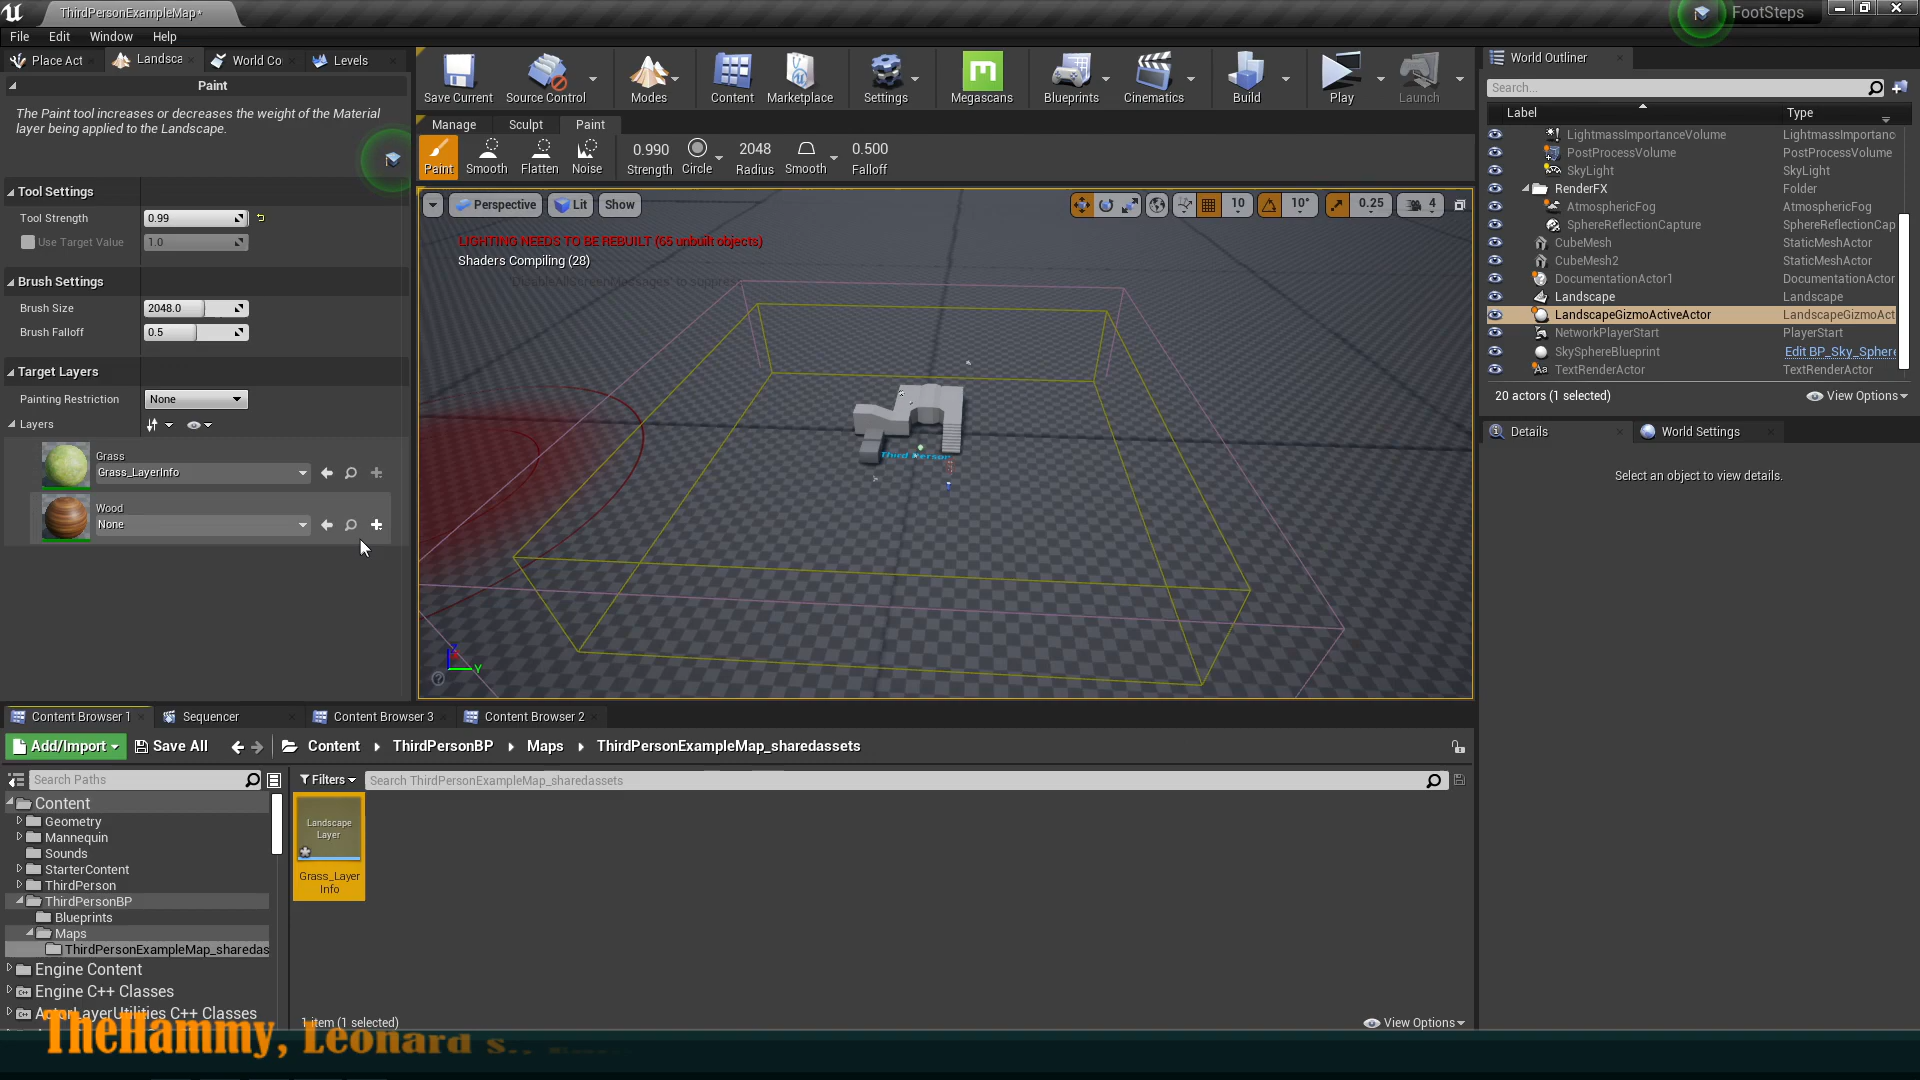 ThirdPersonExampleMap*
FootSteps
File Edit Window Help
Place Act Landsca World Co Levels
Paint
The Paint tool increases or decreases the weight of the Material
layer being applied to the Landscape.
Save Current Source Control Modes Content Marketplace Settings Megascans Blueprints Cinematics Build Play Launch
Manage Sculpt Paint
0.990 2048 0.500
Paint Smooth Flatten Noise Strength Circle Radius Smooth Falloff
Tool Settings
Tool Strength 0.99
Use Target Value 1.0
Brush Settings
Brush Size 2048.0
Brush Falloff 0.5
Target Layers
Painting Restriction None
Layers
Grass
Grass_LayerInfo
Wood
None
Perspective Lit Show 10 10° 0.25 4
LIGHTING NEEDS TO BE REBUILT (65 unbuilt objects)
Shaders Compiling (28)
'DisableAllScreenMessages' to suppress
Third Person
World Outliner
Search...
Label Type
LightmassImportanceVolume LightmassImportanc
PostProcessVolume PostProcessVolume
SkyLight SkyLight
RenderFX Folder
AtmosphericFog AtmosphericFog
SphereReflectionCapture SphereReflectionCap
CubeMesh StaticMeshActor
CubeMesh2 StaticMeshActor
DocumentationActor1 DocumentationActor
Landscape Landscape
LandscapeGizmoActiveActor LandscapeGizmoAct
NetworkPlayerStart PlayerStart
SkySphereBlueprint Edit BP_Sky_Sphere
TextRenderActor TextRenderActor
20 actors (1 selected) View Options
Details World Settings
Select an object to view details.
Content Browser 1 Sequencer Content Browser 3 Content Browser 2
Add/Import Save All Content ThirdPersonBP Maps ThirdPersonExampleMap_sharedassets
Search Paths Filters Search ThirdPersonExampleMap_sharedassets
Content
Geometry
Mannequin
Sounds
StarterContent
ThirdPerson
ThirdPersonBP
Blueprints
Maps
ThirdPersonExampleMap_sharedas
Engine Content
Engine C++ Classes
ActorLayerUtilities C++ Classes
Landscape
Layer
Grass_Layer
Info
1 item (1 selected) View Options
TheHammy, Leonard s.,